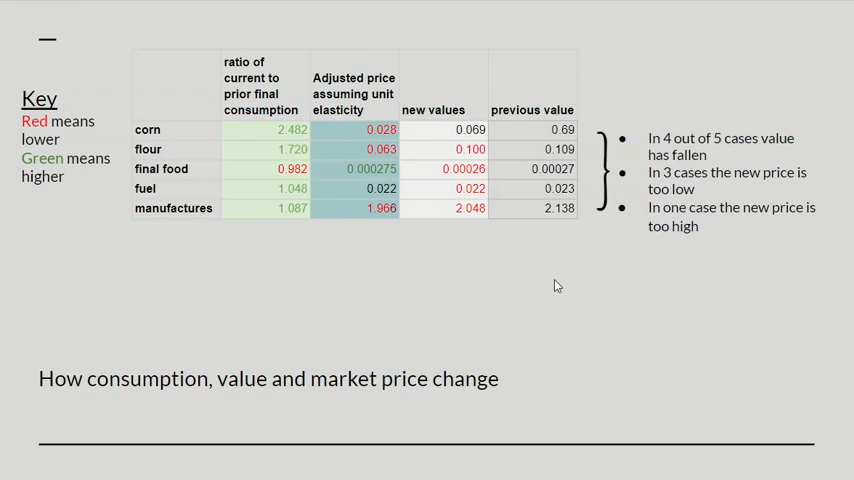 Key
Red means
lower
Green means
higher
ratio of
current to
prior final
consumption
Adjusted price
assuming unit
elasticity
new values
previous value
corn 2.482 0.028 0.069 0.69
flour 1.720 0.063 0.100 0.109
final food 0.982 0.000275 0.00026 0.00027
fuel 1.048 0.022 0.022 0.023
manufactures 1.087 1.966 2.048 2.138
In 4 out of 5 cases value
has fallen
In 3 cases the new price is
too low
In one case the new price is
too high
How consumption, value and market price change